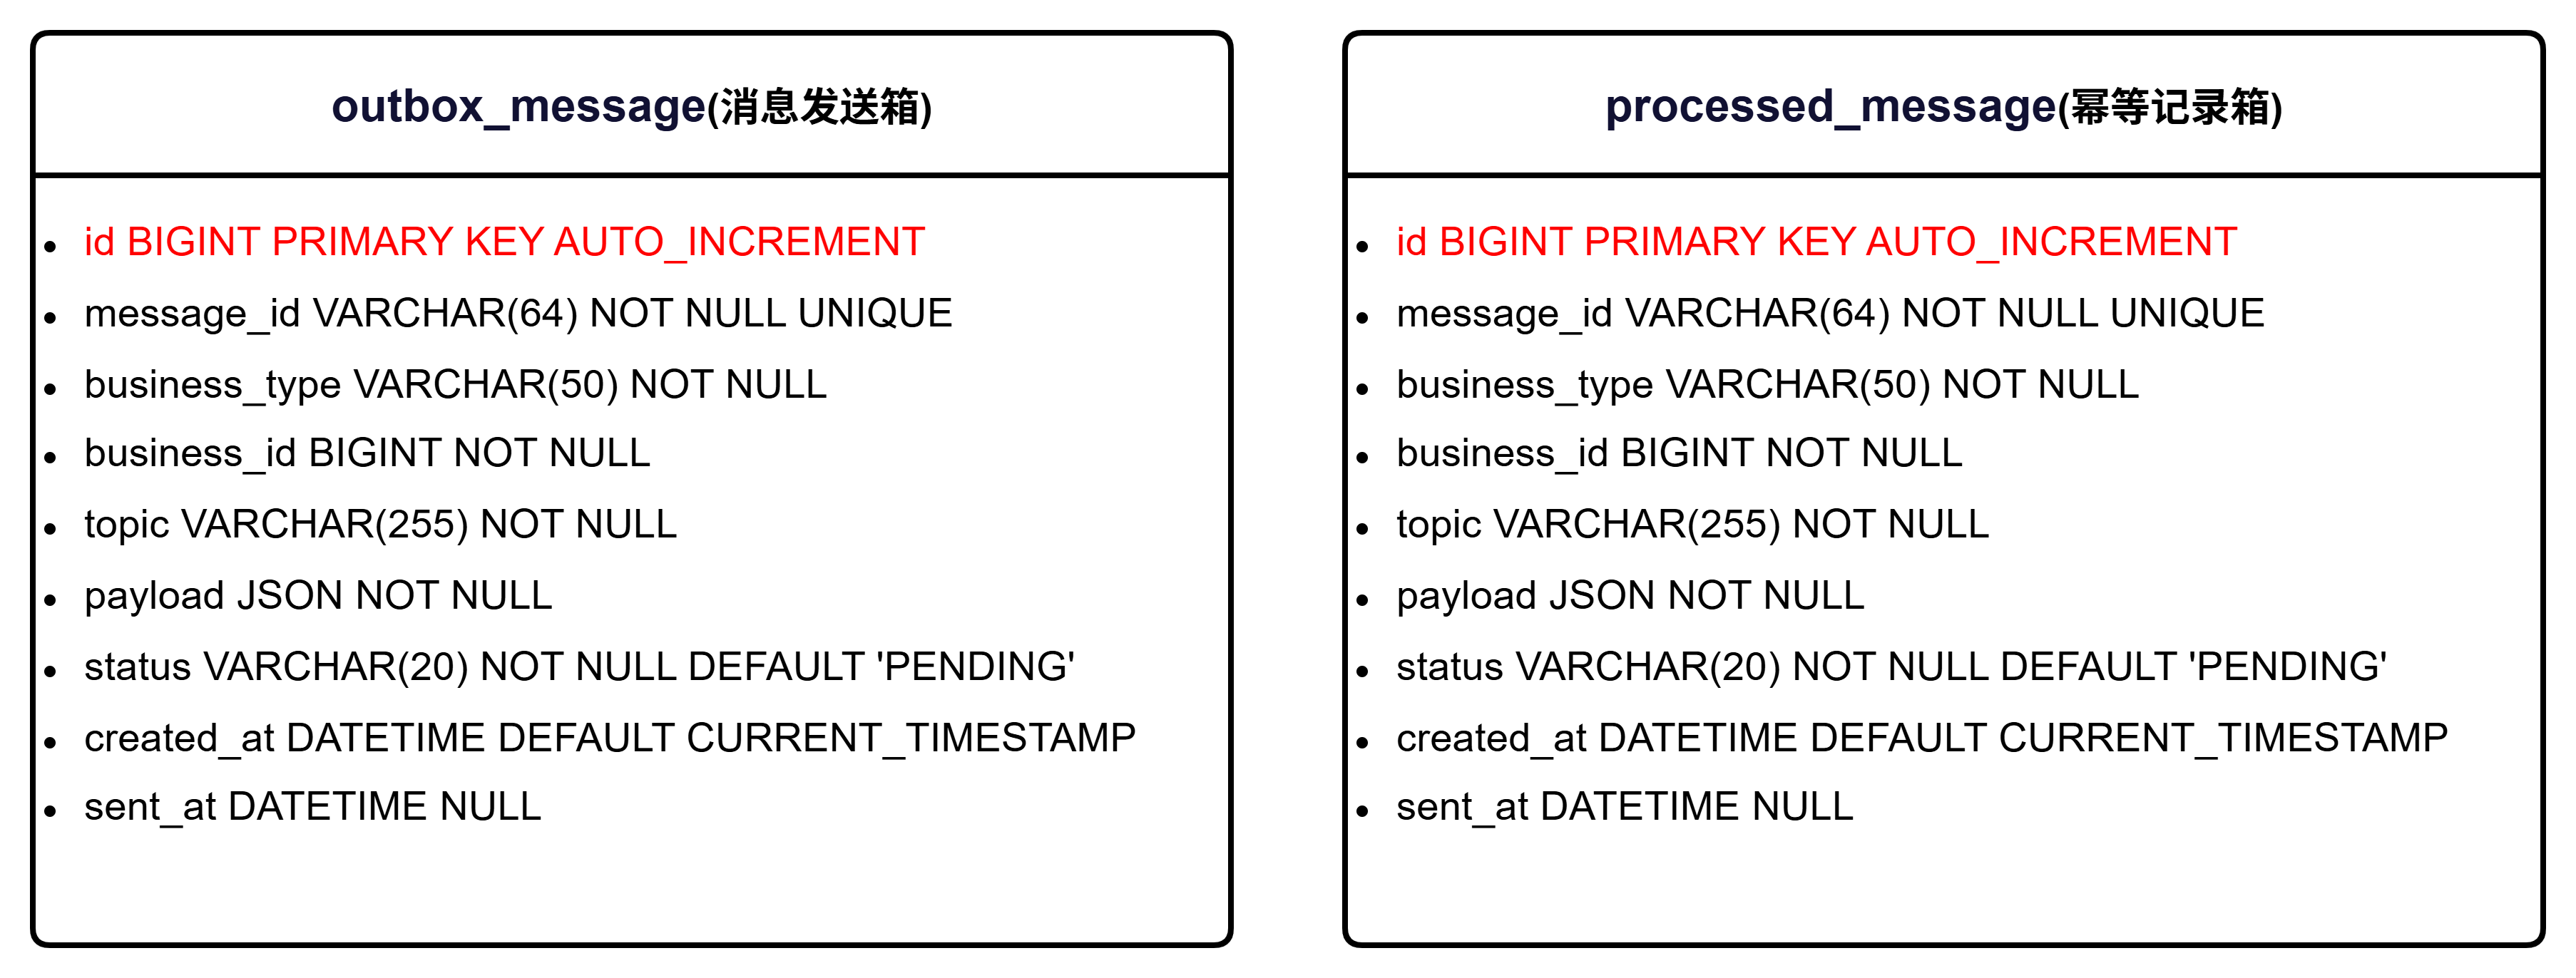 outbox_message(消息发送箱)
id BIGINT PRIMARY KEY AUTO_INCREMENT
message_id VARCHAR(64) NOT NULL UNIQUE
business_type VARCHAR(50) NOT NULL
business_id BIGINT NOT NULL
topic VARCHAR(255) NOT NULL
payload JSON NOT NULL
status VARCHAR(20) NOT NULL DEFAULT 'PENDING'
created_at DATETIME DEFAULT CURRENT_TIMESTAMP
sent_at DATETIME NULL
processed_message(幂等记录箱)
id BIGINT PRIMARY KEY AUTO_INCREMENT
message_id VARCHAR(64) NOT NULL UNIQUE
business_type VARCHAR(50) NOT NULL
business_id BIGINT NOT NULL
topic VARCHAR(255) NOT NULL
payload JSON NOT NULL
status VARCHAR(20) NOT NULL DEFAULT 'PENDING'
created_at DATETIME DEFAULT CURRENT_TIMESTAMP
sent_at DATETIME NULL